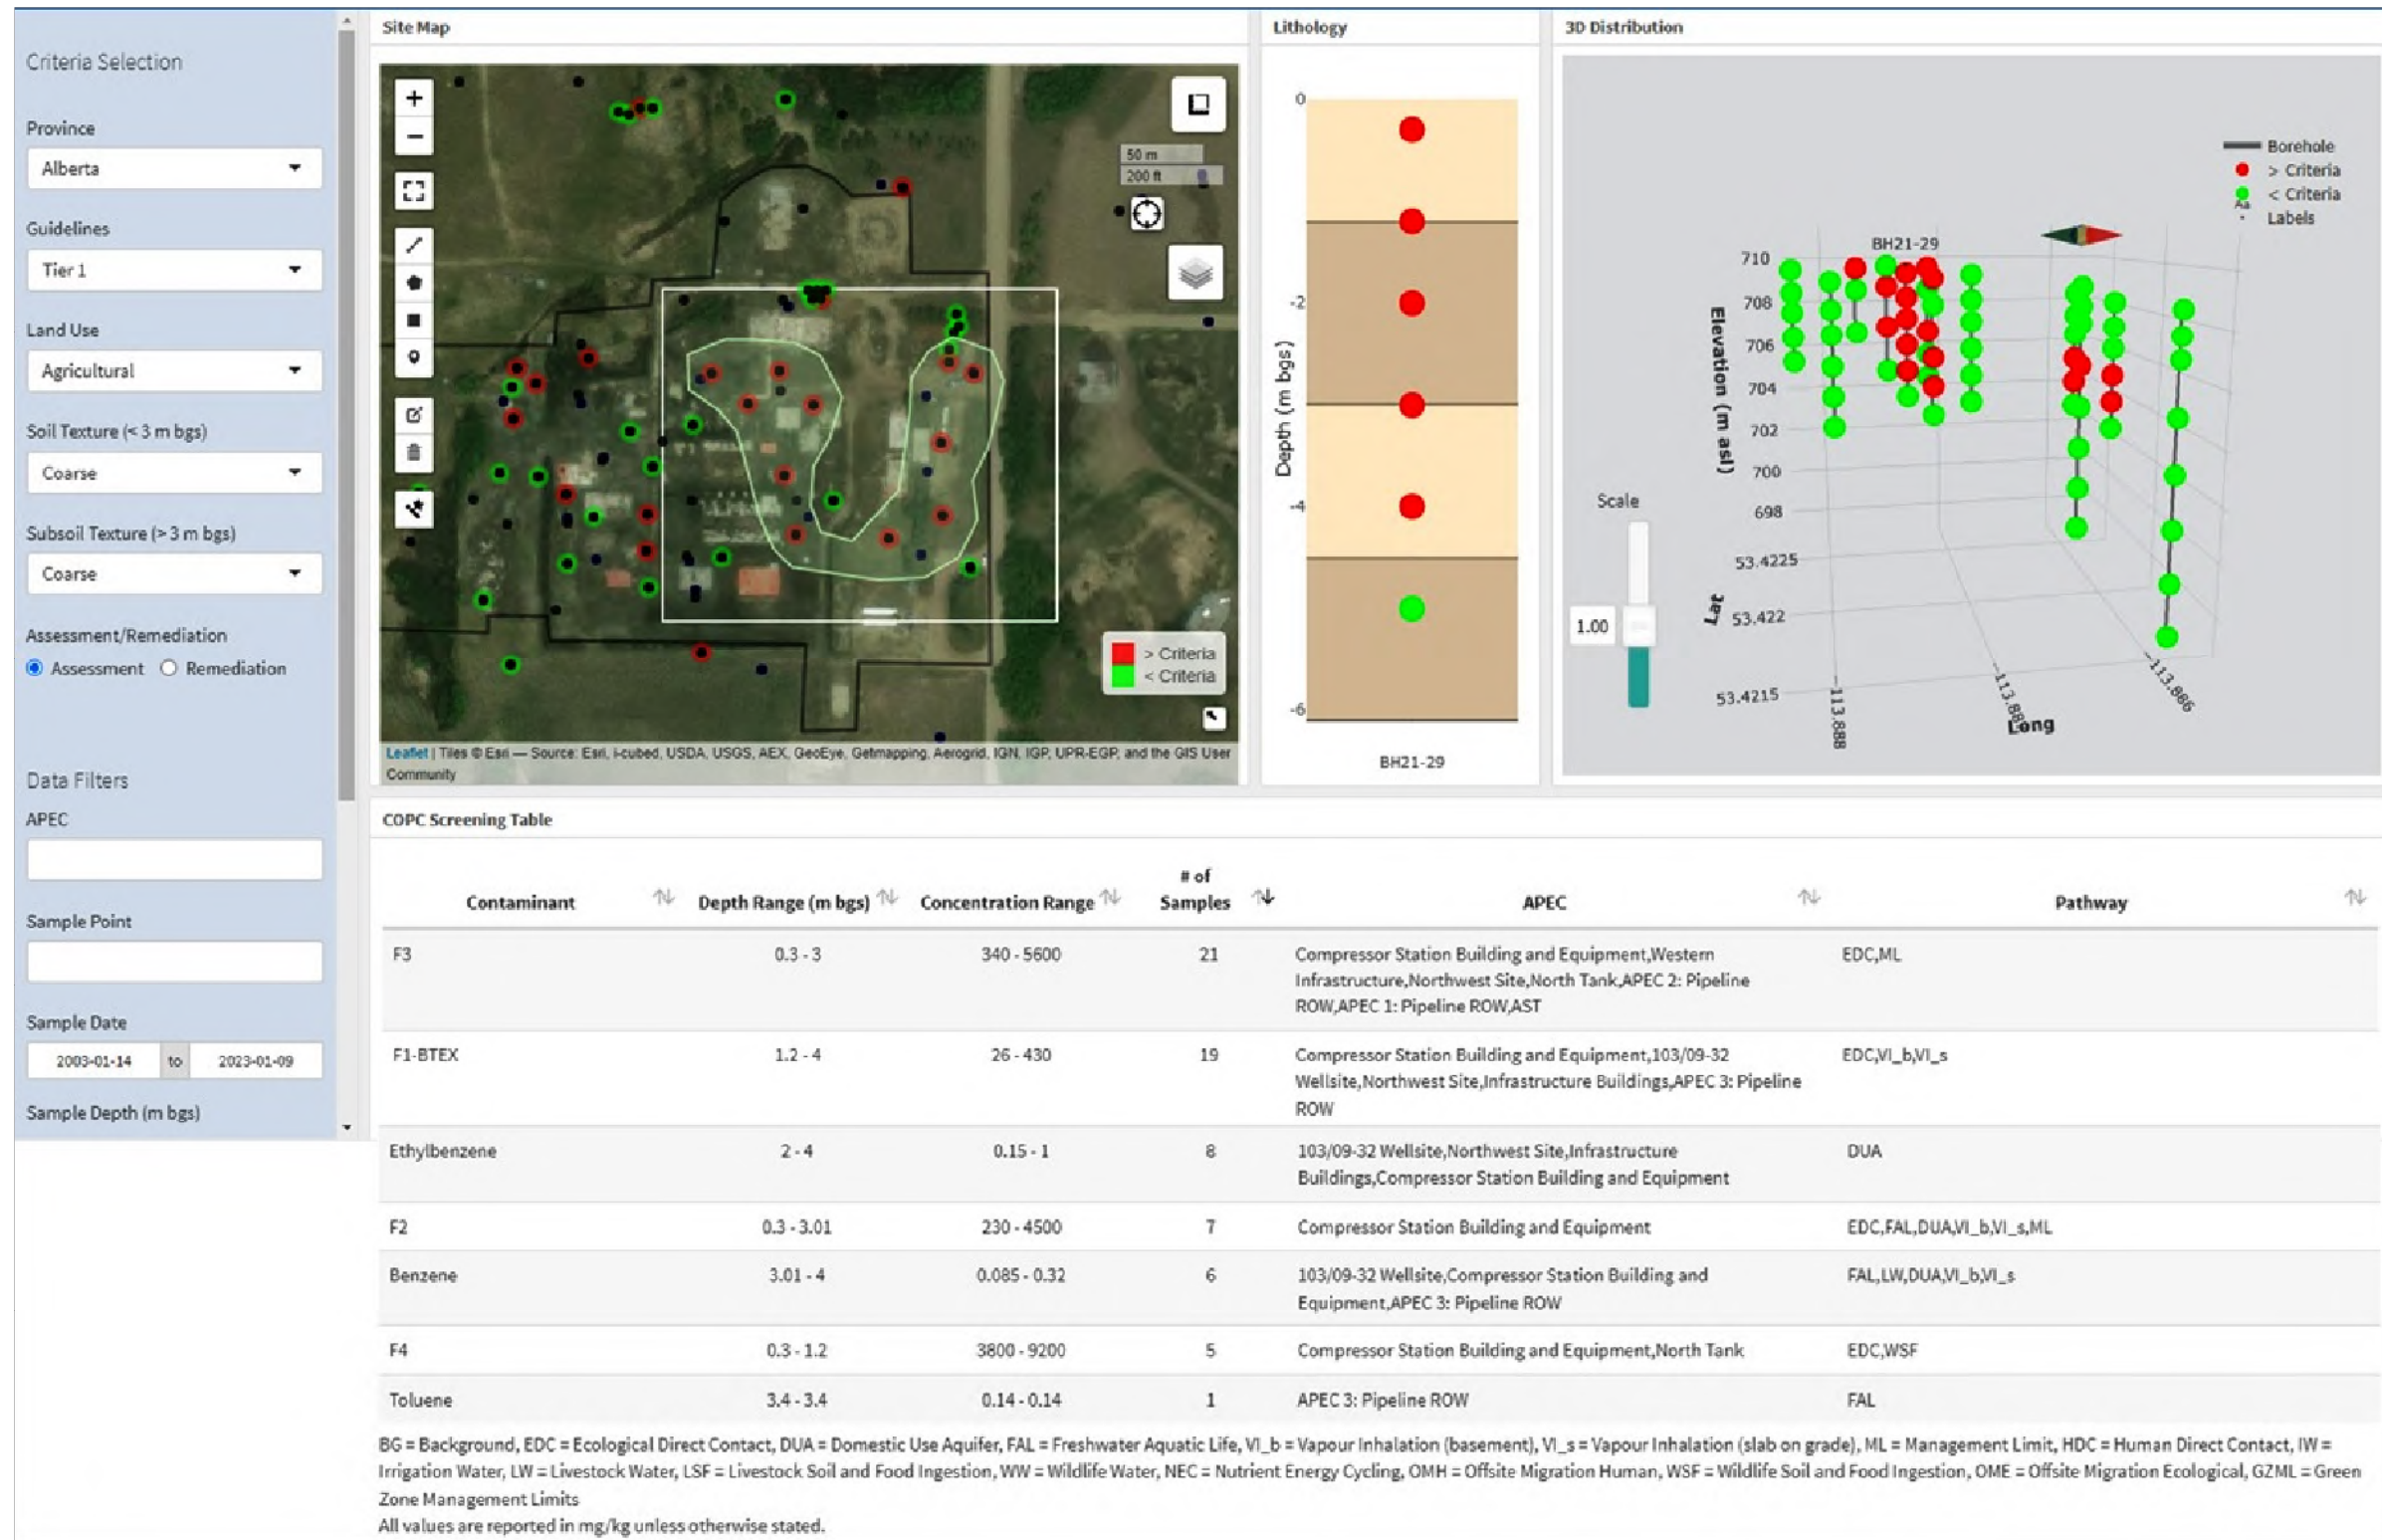 Criteria Selection
Province
Alberta
Guidelines
Tier 1
Land Use
Agricultural
Soil Texture (< 3 m bgs)
Coarse
Subsoil Texture (> 3 m bgs)
Coarse
Assessment/Remediation
Assessment Remediation
Data Filters
APEC
Sample Point
Sample Date
2003-01-14 to 2023-01-09
Sample Depth (m bgs)
Site Map
+
−
50 m
200 ft
> Criteria
< Criteria
Leaflet | Tiles © Esri — Source: Esri, i-cubed, USDA, USGS, AEX, GeoEye, Getmapping, Aerogrid, IGN, IGP, UPR-EGP, and the GIS User
Community
Lithology
0
-2
-4
-6
Depth (m bgs)
BH21-29
3D Distribution
Borehole
> Criteria
< Criteria
Aa
Labels
BH21-29
710
708
706
704
702
700
698
Elevation (m asl)
53.4225
53.422
53.4215
Lat
-113.888
-113.886
Long
Scale
1.00
COPC Screening Table
Contaminant Depth Range (m bgs) Concentration Range # of Samples APEC Pathway
F3 0.3 - 3 340 - 5600 21 Compressor Station Building and Equipment,Western EDC,ML
Infrastructure,Northwest Site,North Tank,APEC 2: Pipeline
ROW,APEC 1: Pipeline ROW,AST
F1-BTEX 1.2 - 4 26 - 430 19 Compressor Station Building and Equipment,103/09-32 EDC,VI_b,VI_s
Wellsite,Northwest Site,Infrastructure Buildings,APEC 3: Pipeline
ROW
Ethylbenzene 2 - 4 0.15 - 1 8 103/09-32 Wellsite,Northwest Site,Infrastructure DUA
Buildings,Compressor Station Building and Equipment
F2 0.3 - 3.01 230 - 4500 7 Compressor Station Building and Equipment EDC,FAL,DUA,VI_b,VI_s,ML
Benzene 3.01 - 4 0.085 - 0.32 6 103/09-32 Wellsite,Compressor Station Building and FAL,LW,DUA,VI_b,VI_s
Equipment,APEC 3: Pipeline ROW
F4 0.3 - 1.2 3800 - 9200 5 Compressor Station Building and Equipment,North Tank EDC,WSF
Toluene 3.4 - 3.4 0.14 - 0.14 1 APEC 3: Pipeline ROW FAL
BG = Background, EDC = Ecological Direct Contact, DUA = Domestic Use Aquifer, FAL = Freshwater Aquatic Life, VI_b = Vapour Inhalation (basement), VI_s = Vapour Inhalation (slab on grade), ML = Management Limit, HDC = Human Direct Contact, IW =
Irrigation Water, LW = Livestock Water, LSF = Livestock Soil and Food Ingestion, WW = Wildlife Water, NEC = Nutrient Energy Cycling, OMH = Offsite Migration Human, WSF = Wildlife Soil and Food Ingestion, OME = Offsite Migration Ecological, GZML = Green
Zone Management Limits
All values are reported in mg/kg unless otherwise stated.